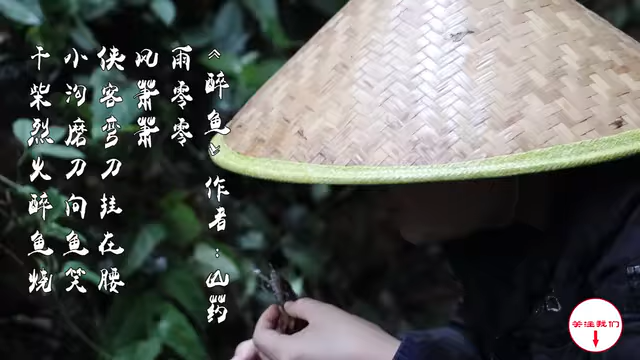 《醉鱼》作者:山药
雨零零
风萧萧
侠客弯刀挂在腰
小沟磨刀向鱼笑
干柴烈火醉鱼烧
关注我们